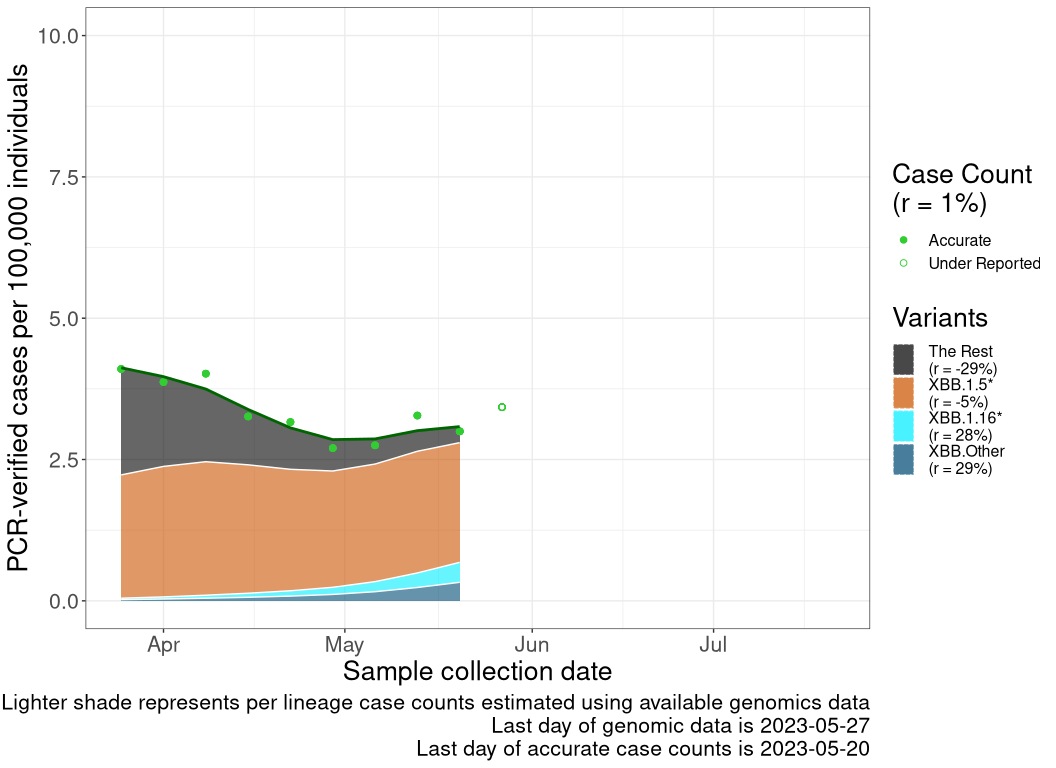 PCR-verified cases per 100,000 individuals
10.0
7.5
5.0
2.5
0.0
Apr
May
Jun
Jul
Sample collection date
Case Count
(r = 1%)
Accurate
Under Reported
Variants
The Rest
(r = -29%)
XBB.1.5*
(r = -5%)
XBB.1.16*
(r = 28%)
XBB.Other
(r = 29%)
Lighter shade represents per lineage case counts estimated using available genomics data
Last day of genomic data is 2023-05-27
Last day of accurate case counts is 2023-05-20